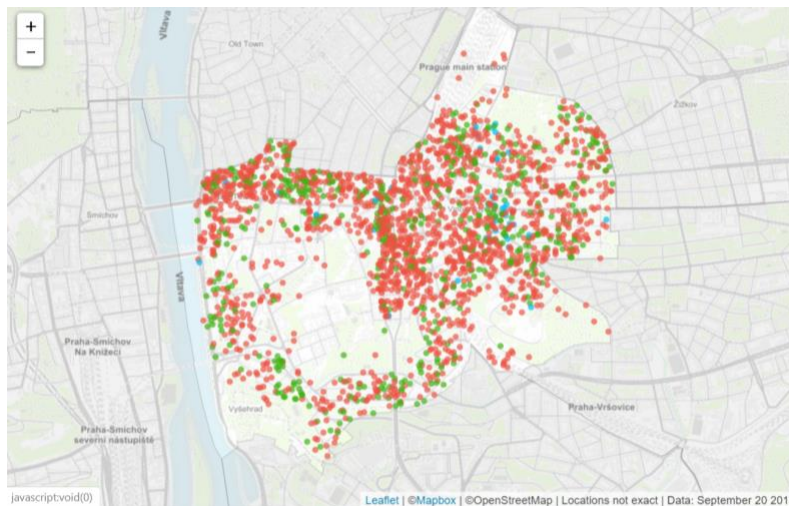 +
−
Vltava
Old Town
Prague main station
Žižkov
Smíchov
Vltava
Praha-Smíchov
Na Knížecí
Praha-Vršovice
Vyšehrad
Praha-Smíchov
severní nástupiště
javascript:void(0)
Leaflet | ©Mapbox | ©OpenStreetMap | Locations not exact | Data: September 20 201